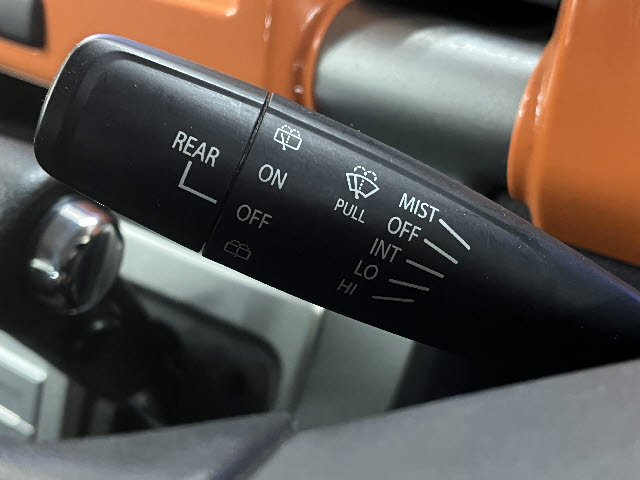 REAR
ON
OFF
PULL
MIST
OFF
INT
LO
HI